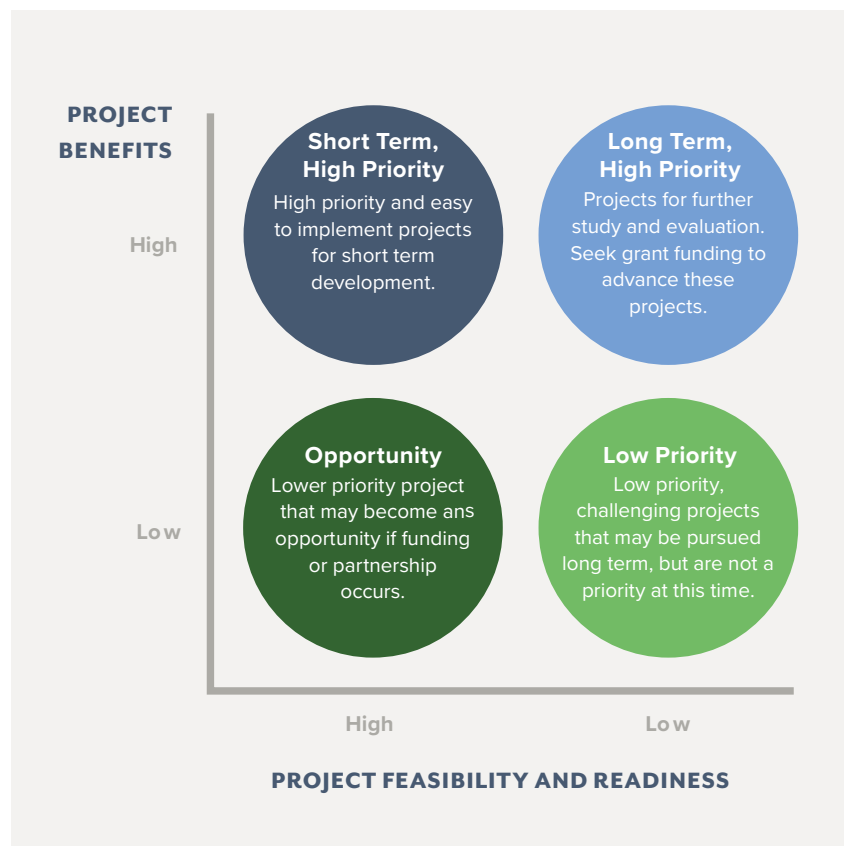 PROJECT
BENEFITS
High
Low
Short Term,
High Priority
High priority and easy
to implement projects
for short term
development.
Long Term,
High Priority
Projects for further
study and evaluation.
Seek grant funding to
advance these
projects.
Opportunity
Lower priority project
that may become ans
opportunity if funding
or partnership
occurs.
Low Priority
Low priority,
challenging projects
that may be pursued
long term, but are not a
priority at this time.
High
Low
PROJECT FEASIBILITY AND READINESS